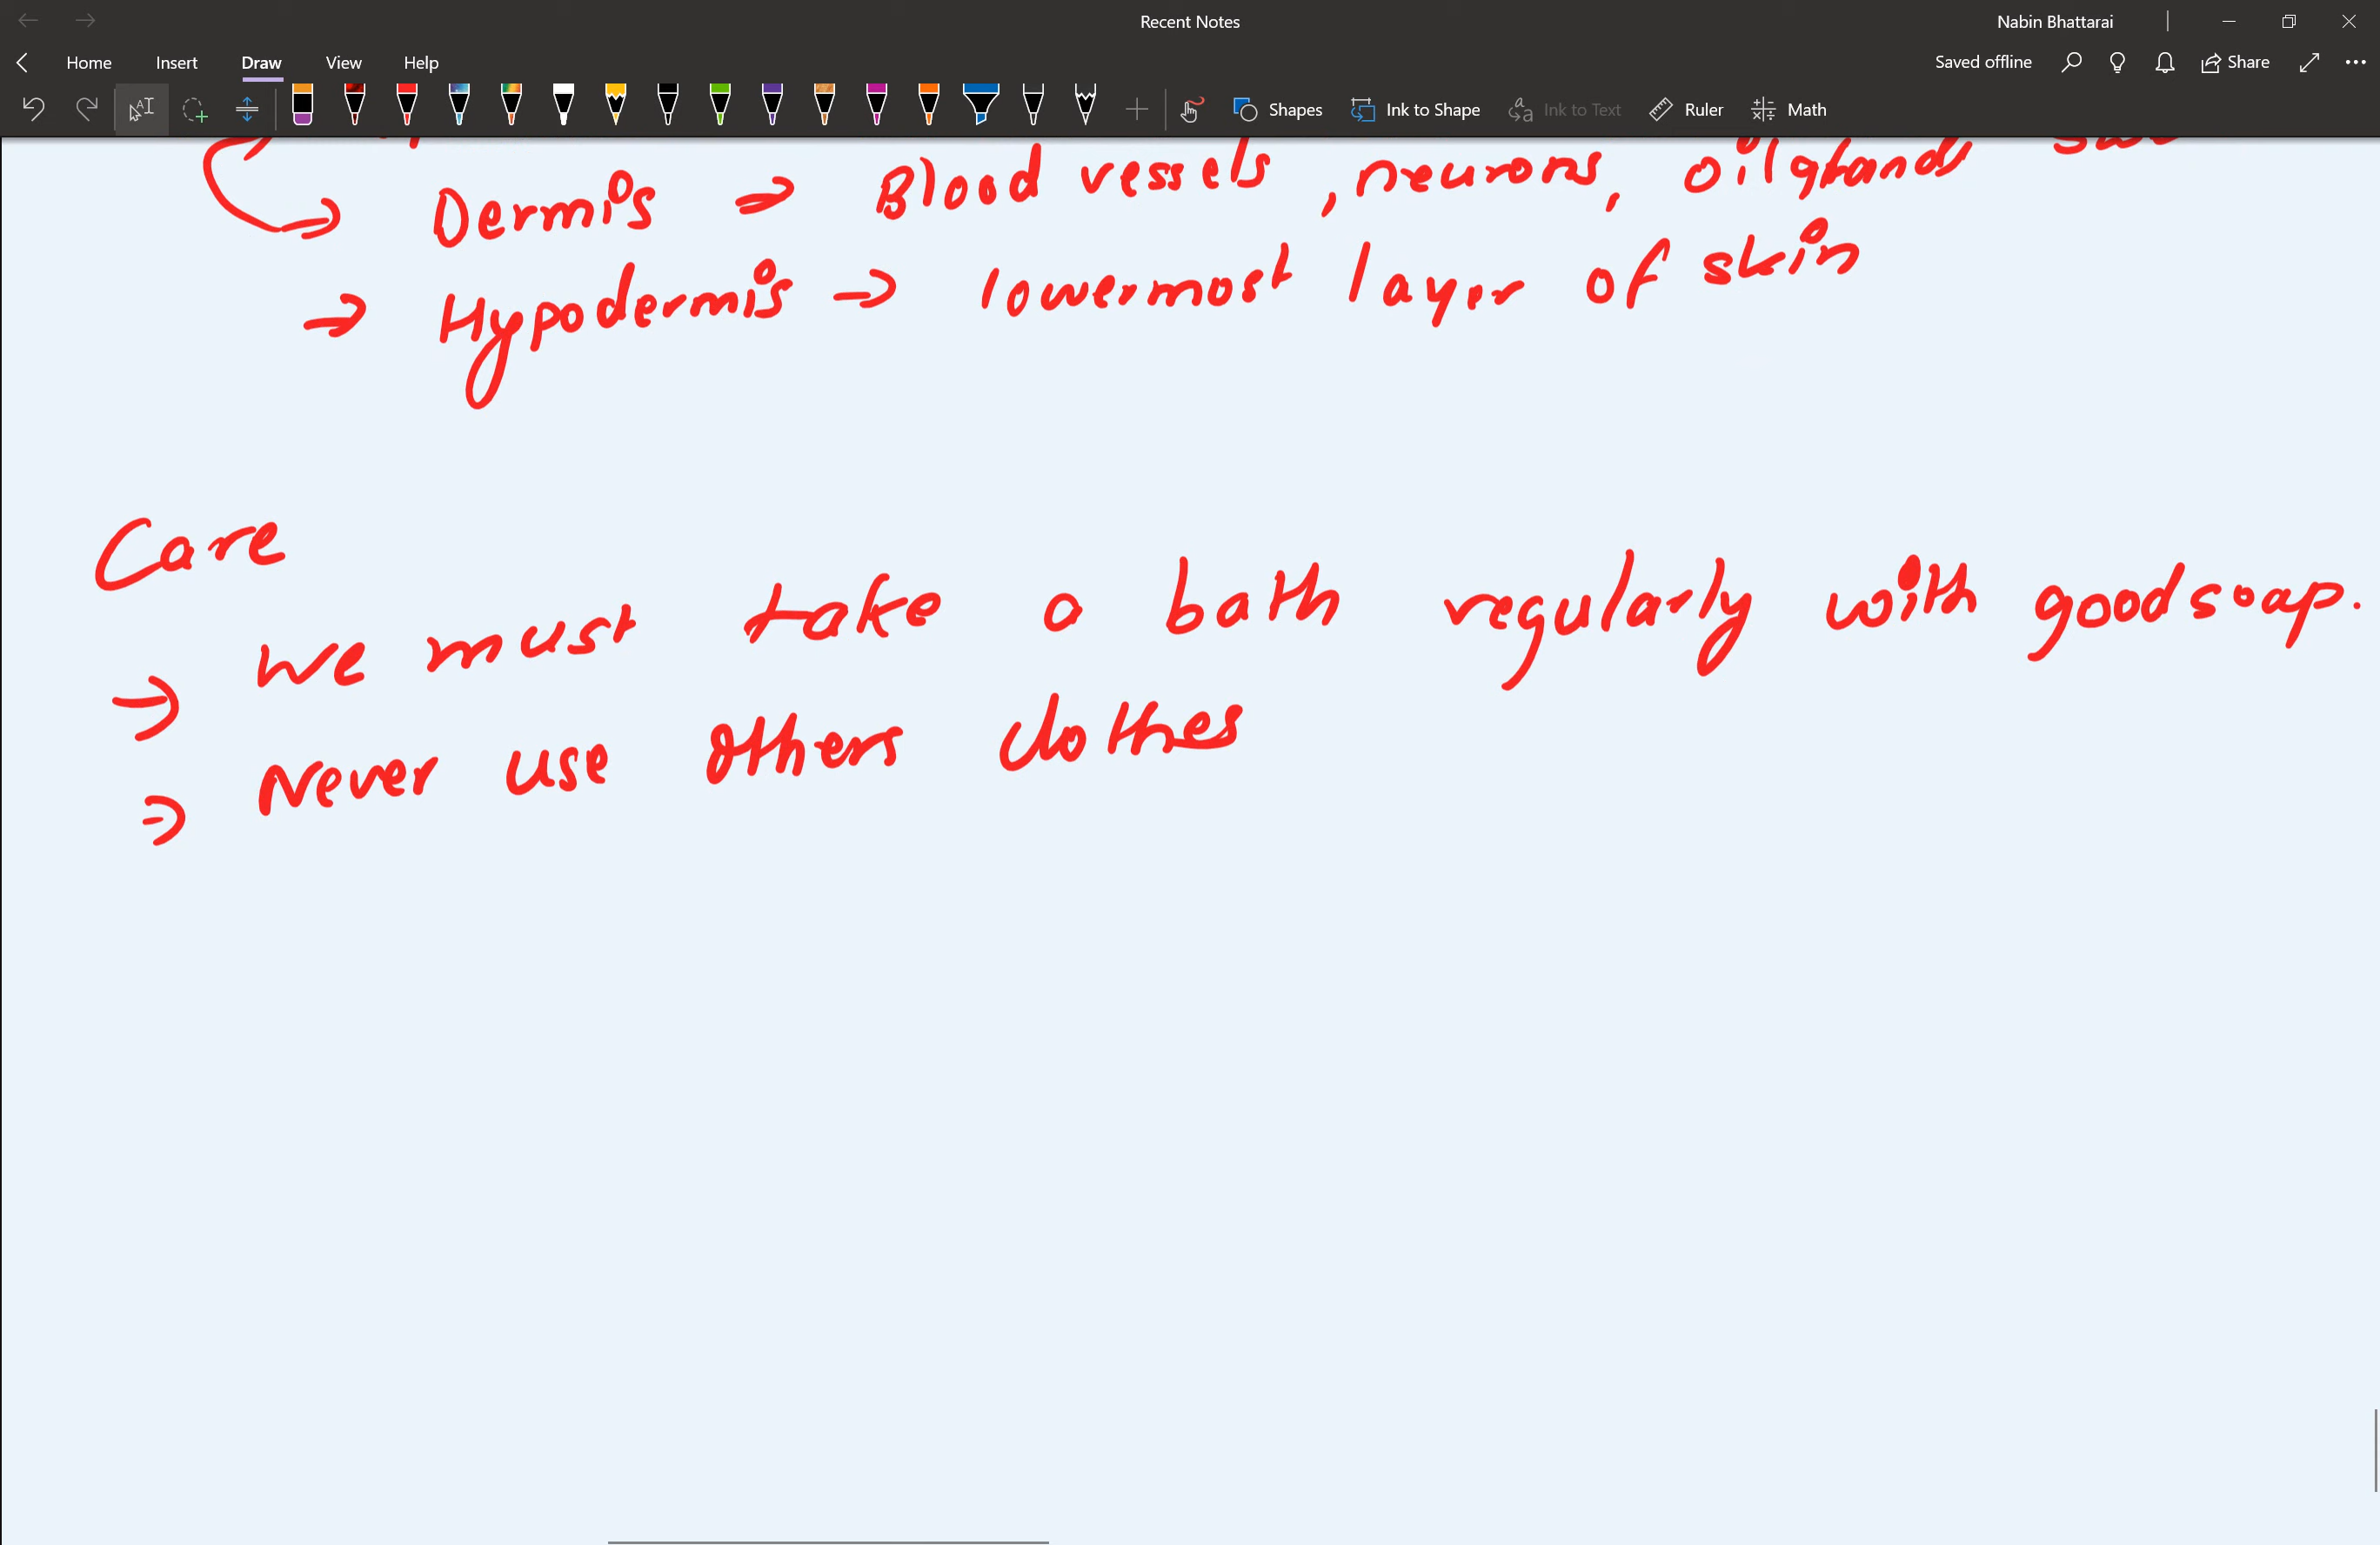 Recent Notes
Nabin Bhattarai
Home Insert Draw View Help
Saved offline
Share
Shapes Ink to Shape Ink to Text Ruler Math
Dermis → Blood vessels, neurons, oil glands
→ Hypodermis → lowermost layer of skin
Care
⇒ We must take a bath regularly with good soap.
⇒ Never use others clothes